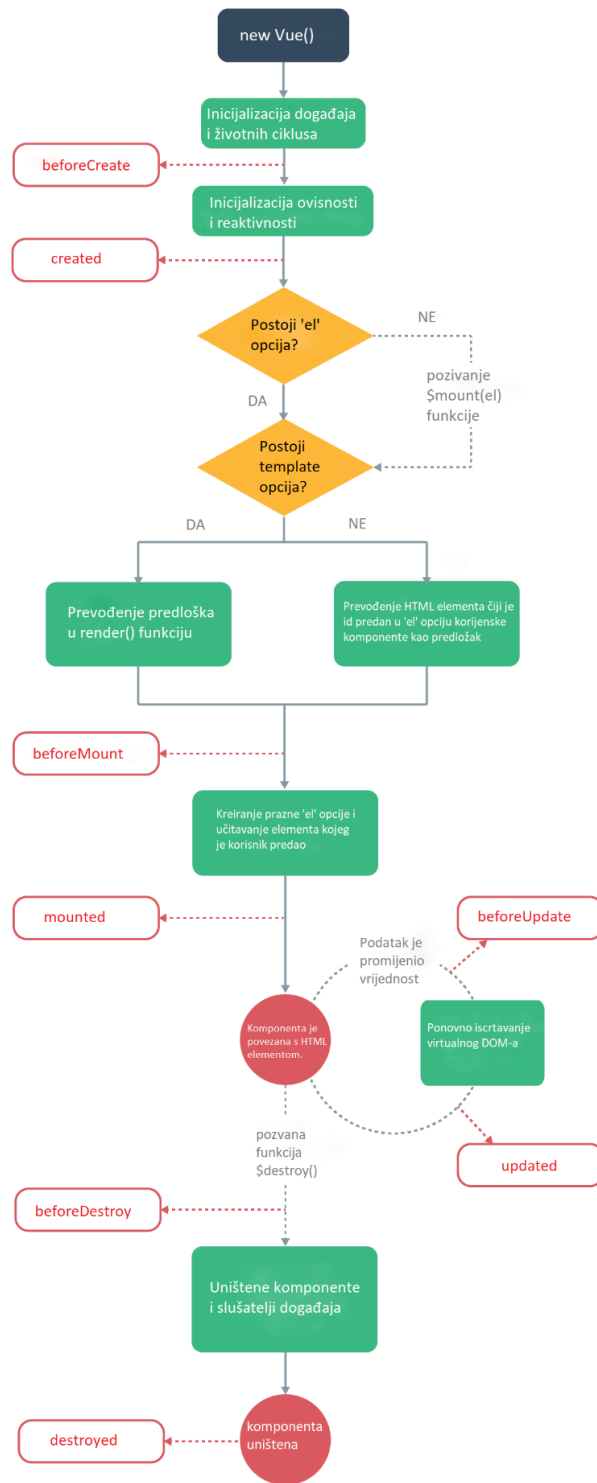 new Vue()
Inicijalizacija događaja
i životnih ciklusa
beforeCreate
Inicijalizacija ovisnosti
i reaktivnosti
created
Postoji 'el'
opcija?
NE
pozivanje
$mount(el)
funkcije
DA
Postoji
template
opcija?
DA
NE
Prevođenje predloška
u render() funkciju
Prevođenje HTML elementa čiji je
id predan u 'el' opciju korijenske
komponente kao predložak
beforeMount
Kreiranje prazne 'el' opcije i
učitavanje elementa kojeg
je korisnik predao
mounted
beforeUpdate
Podatak je
promijenio
vrijednost
Komponenta je
povezana s HTML
elementom.
Ponovno iscrtavanje
virtualnog DOM-a
pozvana
funkcija
$destroy()
updated
beforeDestroy
Uništene komponente
i slušatelji događaja
komponenta
uništena
destroyed